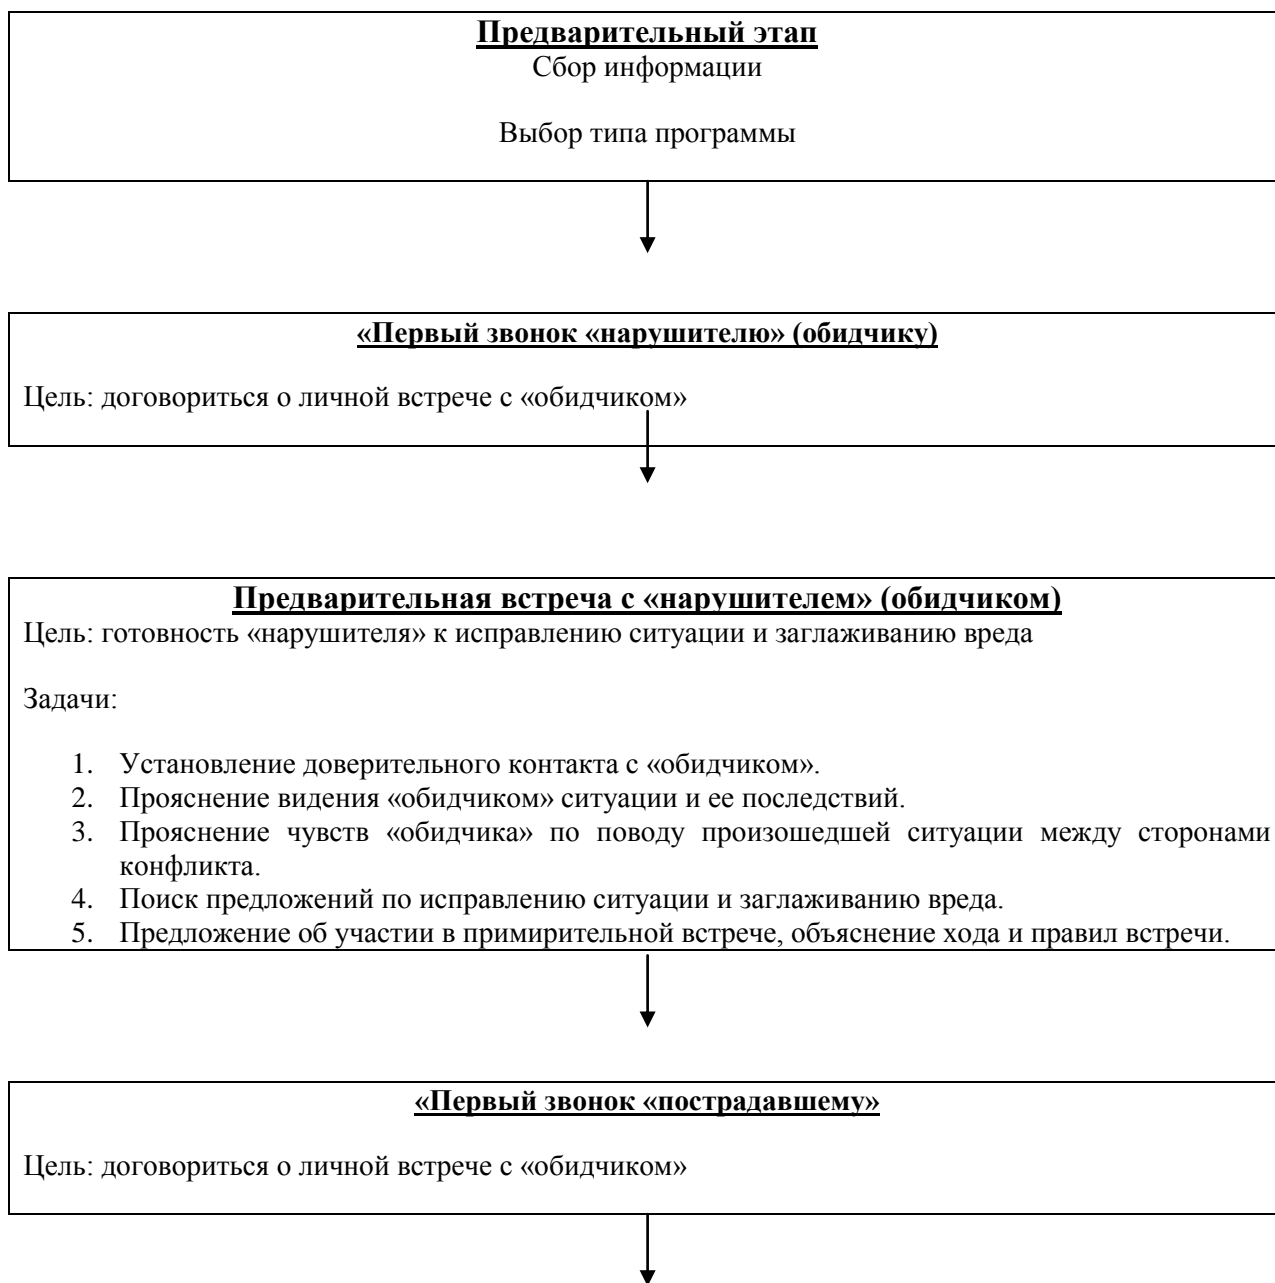 Предварительный этап
Сбор информации
Выбор типа программы
«Первый звонок «нарушителю» (обидчику)
Цель: договориться о личной встрече с «обидчиком»
Предварительная встреча с «нарушителем» (обидчиком)
Цель: готовность «нарушителя» к исправлению ситуации и заглаживанию вреда
Задачи:
1. Установление доверительного контакта с «обидчиком».
2. Прояснение видения «обидчиком» ситуации и ее последствий.
3. Прояснение чувств «обидчика» по поводу произошедшей ситуации между сторонами
конфликта.
4. Поиск предложений по исправлению ситуации и заглаживанию вреда.
5. Предложение об участии в примирительной встрече, объяснение хода и правил встречи.
«Первый звонок «пострадавшему»
Цель: договориться о личной встрече с «обидчиком»